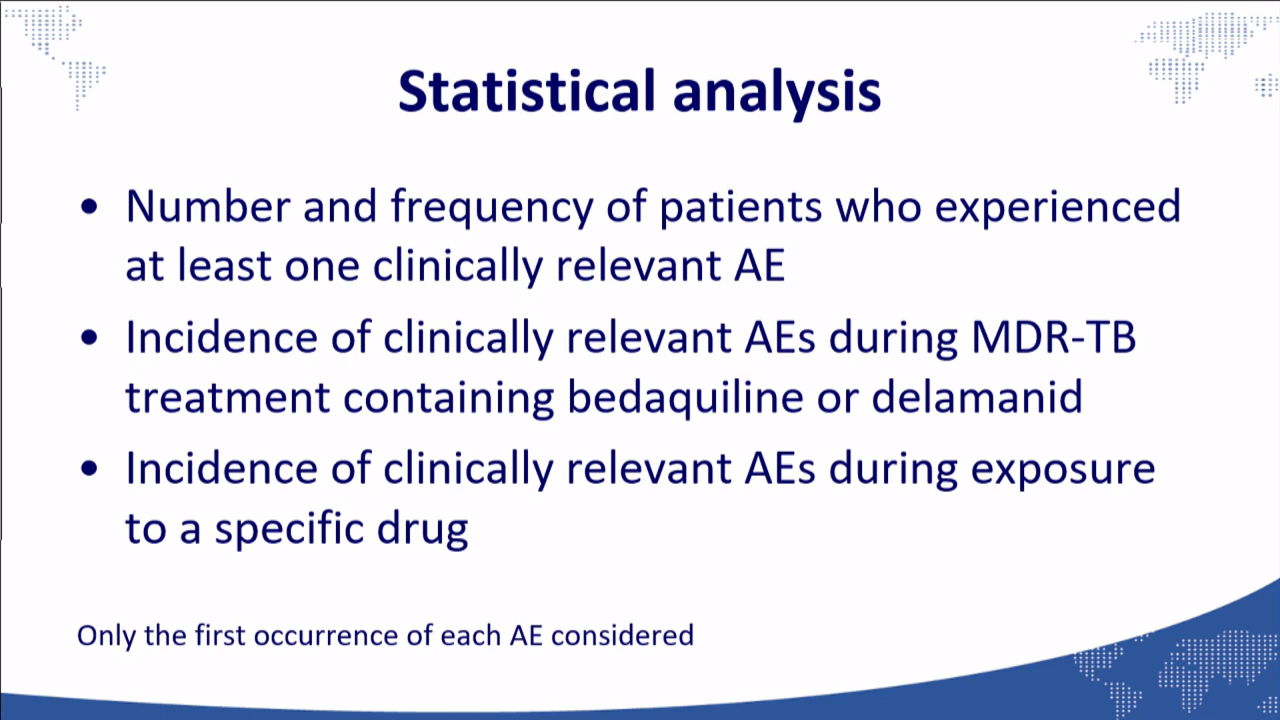 Statistical analysis
• Number and frequency of patients who experienced
at least one clinically relevant AE
• Incidence of clinically relevant AEs during MDR-TB
treatment containing bedaquiline or delamanid
• Incidence of clinically relevant AEs during exposure
to a specific drug
Only the first occurrence of each AE considered